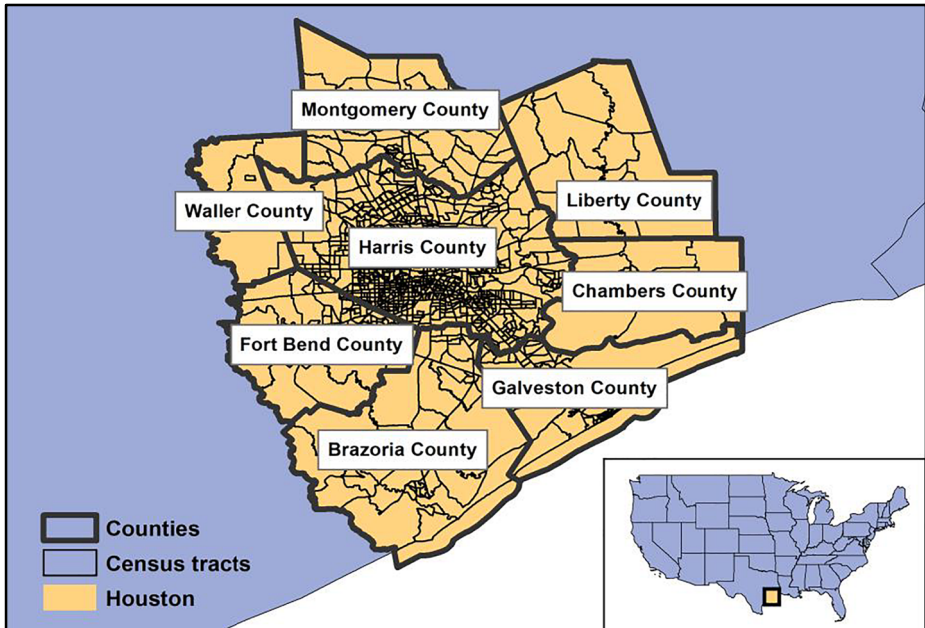 Montgomery County
Liberty County
Waller County
Harris County
Chambers County
Fort Bend County
Galveston County
Brazoria County
Counties
Census tracts
Houston